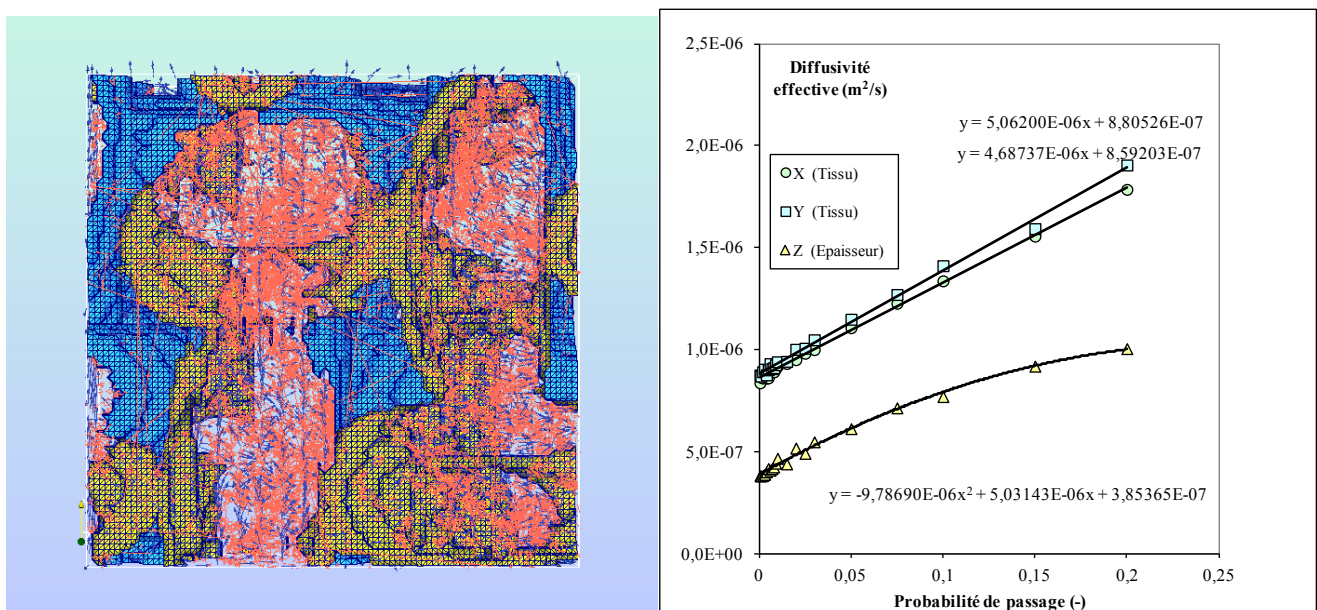 2,5E-06
Diffusivité
effective (m²/s)
2,0E-06
y = 5,06200E-06x + 8,80526E-07
y = 4,68737E-06x + 8,59203E-07
X (Tissu)
Y (Tissu)
Z (Epaisseur)
1,5E-06
1,0E-06
5,0E-07
y = -9,78690E-06x² + 5,03143E-06x + 3,85365E-07
0,0E+00
0 0,05 0,1 0,15 0,2 0,25
Probabilité de passage (-)